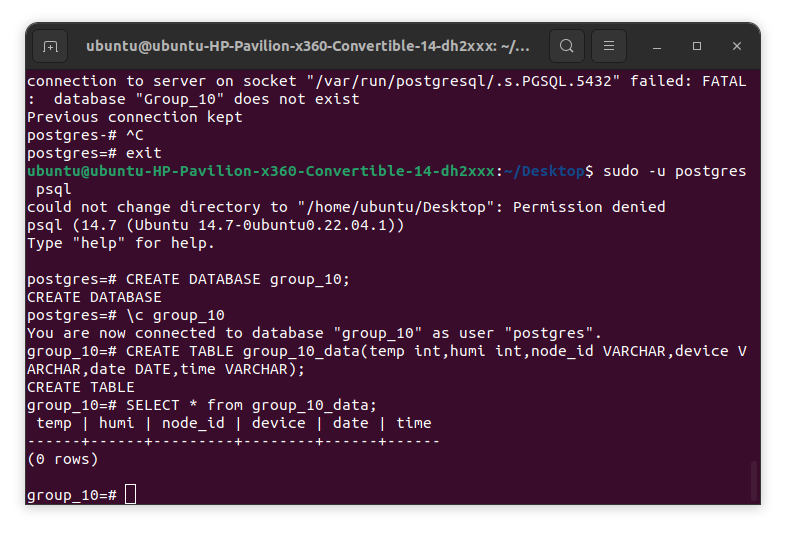 ubuntu@ubuntu-HP-Pavilion-x360-Convertible-14-dh2xxx: ~/...
connection to server on socket "/var/run/postgresql/.s.PGSQL.5432" failed: FATAL
:  database "Group_10" does not exist
Previous connection kept
postgres-# ^C
postgres=# exit
ubuntu@ubuntu-HP-Pavilion-x360-Convertible-14-dh2xxx:~/Desktop$ sudo -u postgres
 psql
could not change directory to "/home/ubuntu/Desktop": Permission denied
psql (14.7 (Ubuntu 14.7-0ubuntu0.22.04.1))
Type "help" for help.
postgres=# CREATE DATABASE group_10;
CREATE DATABASE
postgres=# \c group_10
You are now connected to database "group_10" as user "postgres".
group_10=# CREATE TABLE group_10_data(temp int,humi int,node_id VARCHAR,device V
ARCHAR,date DATE,time VARCHAR);
CREATE TABLE
group_10=# SELECT * from group_10_data;
 temp | humi | node_id | device | date | time
------+------+---------+--------+------+------
(0 rows)
group_10=#